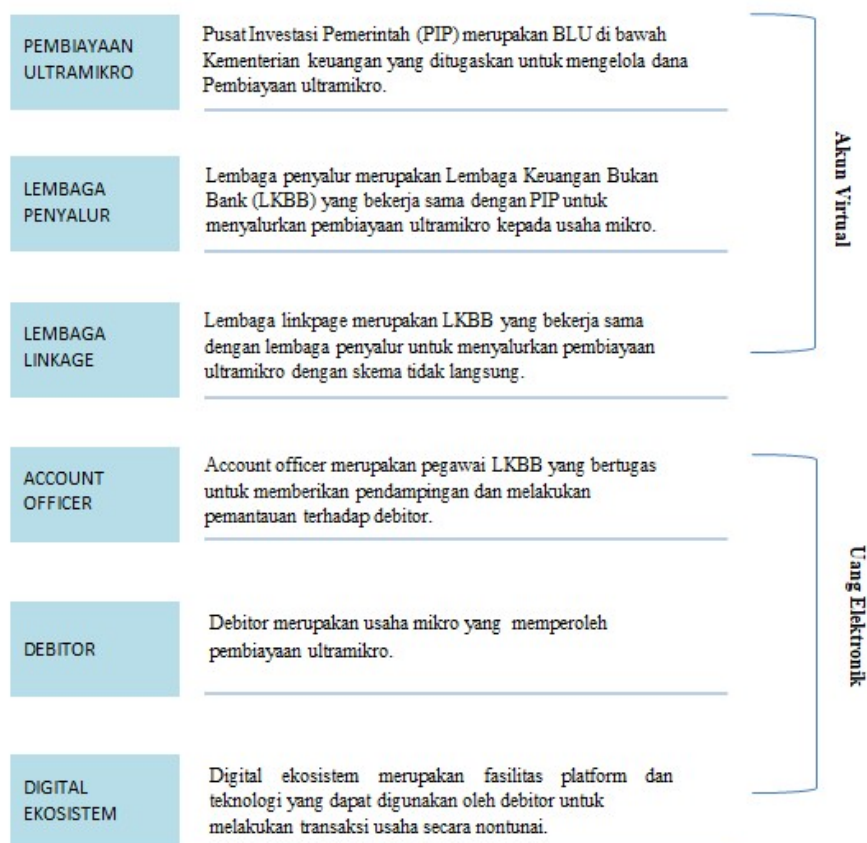 PEMBIAYAAN
ULTRAMIKRO
Pusat Investasi Pemerintah (PIP) merupakan BLU di bawah
Kementerian keuangan yang ditugaskan untuk mengelola dana
Pembiayaan ultramikro.
LEMBAGA
PENYALUR
Lembaga penyalur merupakan Lembaga Keuangan Bukan
Bank (LKBB) yang bekerja sama dengan PIP untuk
menyalurkan pembiayaan ultramikro kepada usaha mikro.
LEMBAGA
LINKAGE
Lembaga linkpage merupakan LKBB yang bekerja sama
dengan lembaga penyalur untuk menyalurkan pembiayaan
ultramikro dengan skema tidak langsung.
Akun Virtual
ACCOUNT
OFFICER
Account officer merupakan pegawai LKBB yang bertugas
untuk memberikan pendampingan dan melakukan
pemantauan terhadap debitor.
DEBITOR
Debitor merupakan usaha mikro yang memperoleh
pembiayaan ultramikro.
DIGITAL
EKOSISTEM
Digital ekosistem merupakan fasilitas platform dan
teknologi yang dapat digunakan oleh debitor untuk
melakukan transaksi usaha secara nontunai.
Uang Elektronik